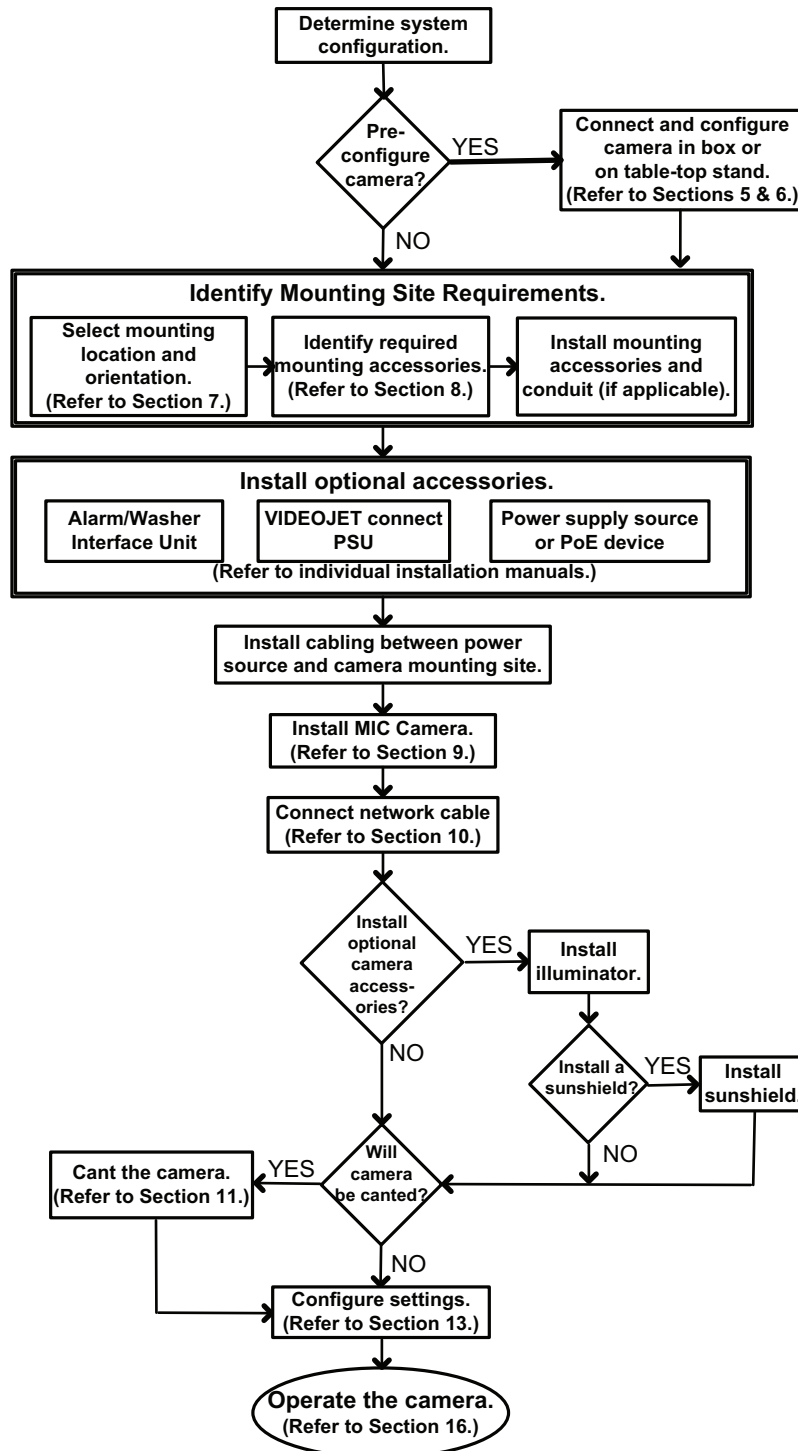 Determine system
configuration.
Pre-
configure
camera?
YES
Connect and configure
camera in box or
on table-top stand.
(Refer to Sections 5 & 6.)
NO
Identify Mounting Site Requirements.
Select mounting
location and
orientation.
(Refer to Section 7.)
Identify required
mounting accessories.
(Refer to Section 8.)
Install mounting
accessories and
conduit (if applicable).
Install optional accessories.
Alarm/Washer
Interface Unit
VIDEOJET connect
PSU
Power supply source
or PoE device
(Refer to individual installation manuals.)
Install cabling between power
source and camera mounting site.
Install MIC Camera.
(Refer to Section 9.)
Connect network cable
(Refer to Section 10.)
Install
optional
camera
access-
ories?
YES
Install
illuminator.
NO
Install a
sunshield?
YES
Install
sunshield.
NO
Will
camera
be canted?
YES
Cant the camera.
(Refer to Section 11.)
NO
Configure settings.
(Refer to Section 13.)
Operate the camera.
(Refer to Section 16.)